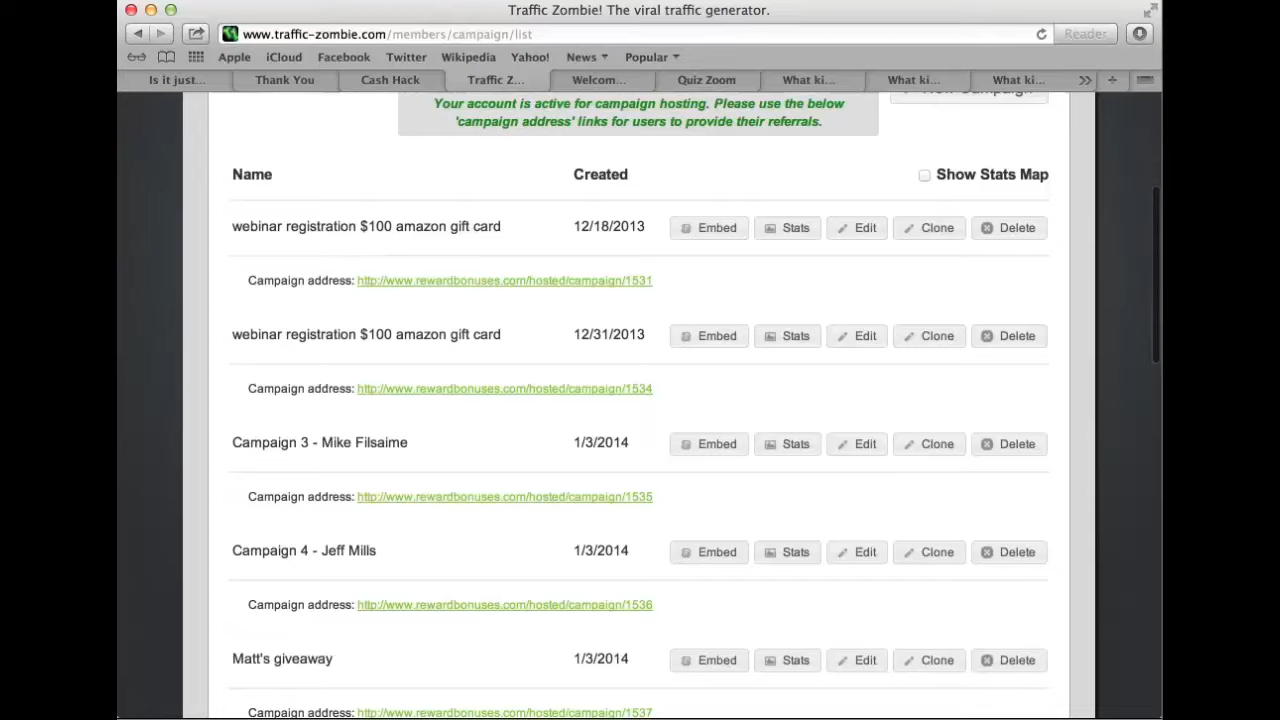 Traffic Zombie! The viral traffic generator.
www.traffic-zombie.com/members/campaign/list
Reader
Apple iCloud Facebook Twitter Wikipedia Yahoo! News Popular
Is it just... Thank You Cash Hack Traffic Z... Welcom... Quiz Zoom What ki... What ki... What ki...
New Campaign
Your account is active for campaign hosting. Please use the below
'campaign address' links for users to provide their referrals.
Name Created Show Stats Map
webinar registration $100 amazon gift card 12/18/2013 Embed Stats Edit Clone Delete
Campaign address: http://www.rewardbonuses.com/hosted/campaign/1531
webinar registration $100 amazon gift card 12/31/2013 Embed Stats Edit Clone Delete
Campaign address: http://www.rewardbonuses.com/hosted/campaign/1534
Campaign 3 - Mike Filsaime 1/3/2014 Embed Stats Edit Clone Delete
Campaign address: http://www.rewardbonuses.com/hosted/campaign/1535
Campaign 4 - Jeff Mills 1/3/2014 Embed Stats Edit Clone Delete
Campaign address: http://www.rewardbonuses.com/hosted/campaign/1536
Matt's giveaway 1/3/2014 Embed Stats Edit Clone Delete
Campaign address: http://www.rewardbonuses.com/hosted/campaign/1537